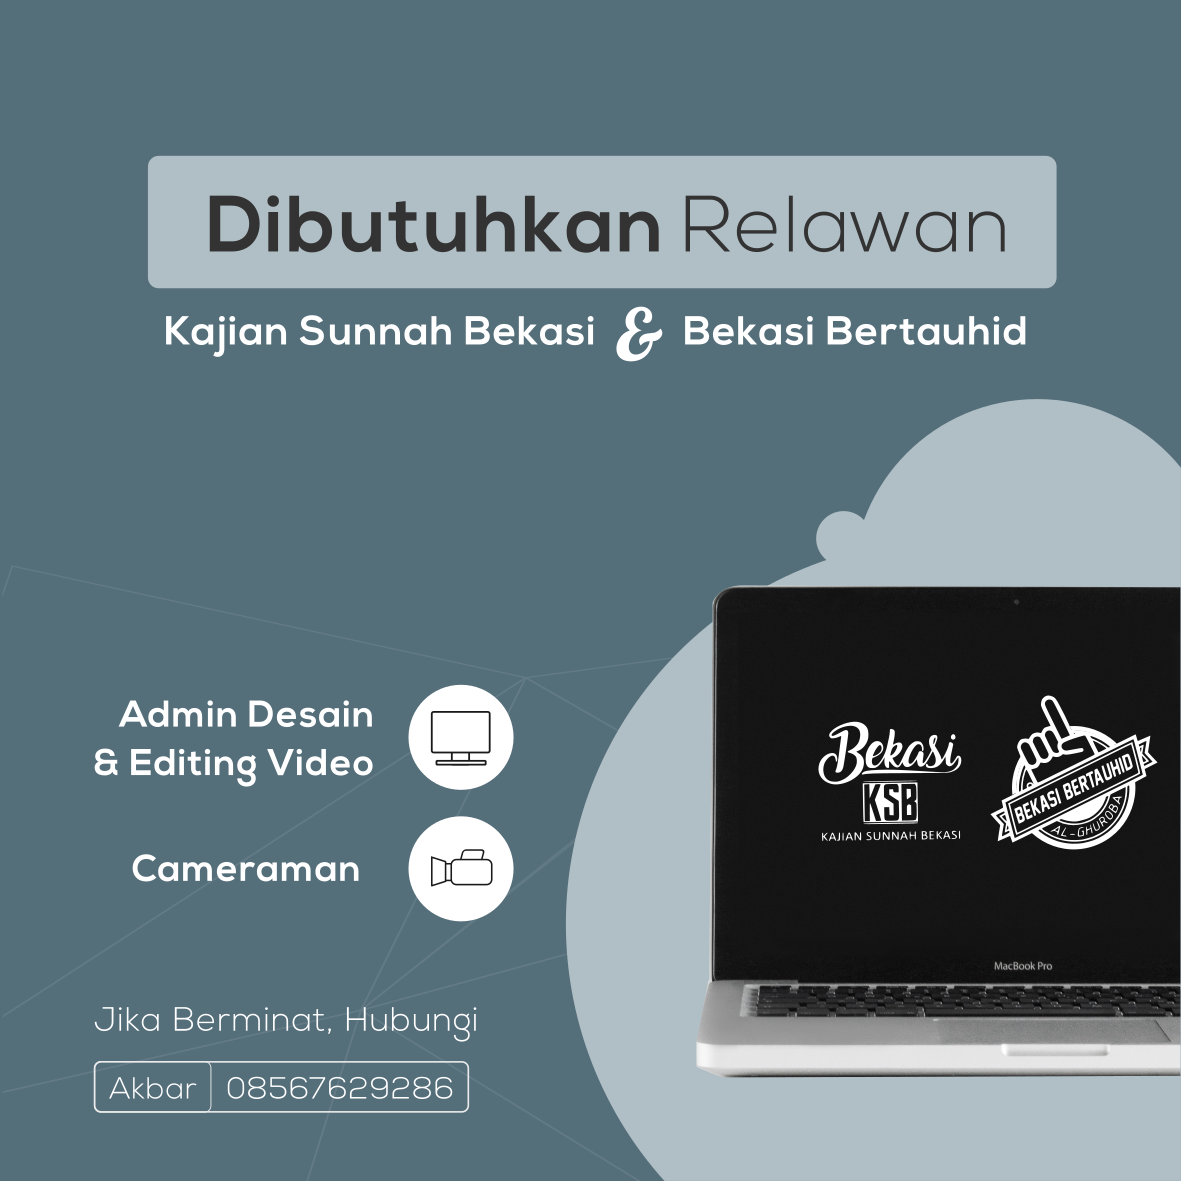 Dibutuhkan Relawan
Kajian Sunnah Bekasi & Bekasi Bertauhid
Admin Desain
& Editing Video
Cameraman
Jika Berminat, Hubungi
Akbar 08567629286
Bekasi
KSB
KAJIAN SUNNAH BEKASI
BEKASI BERTAUHID
AL-GHUROBA
MacBook Pro